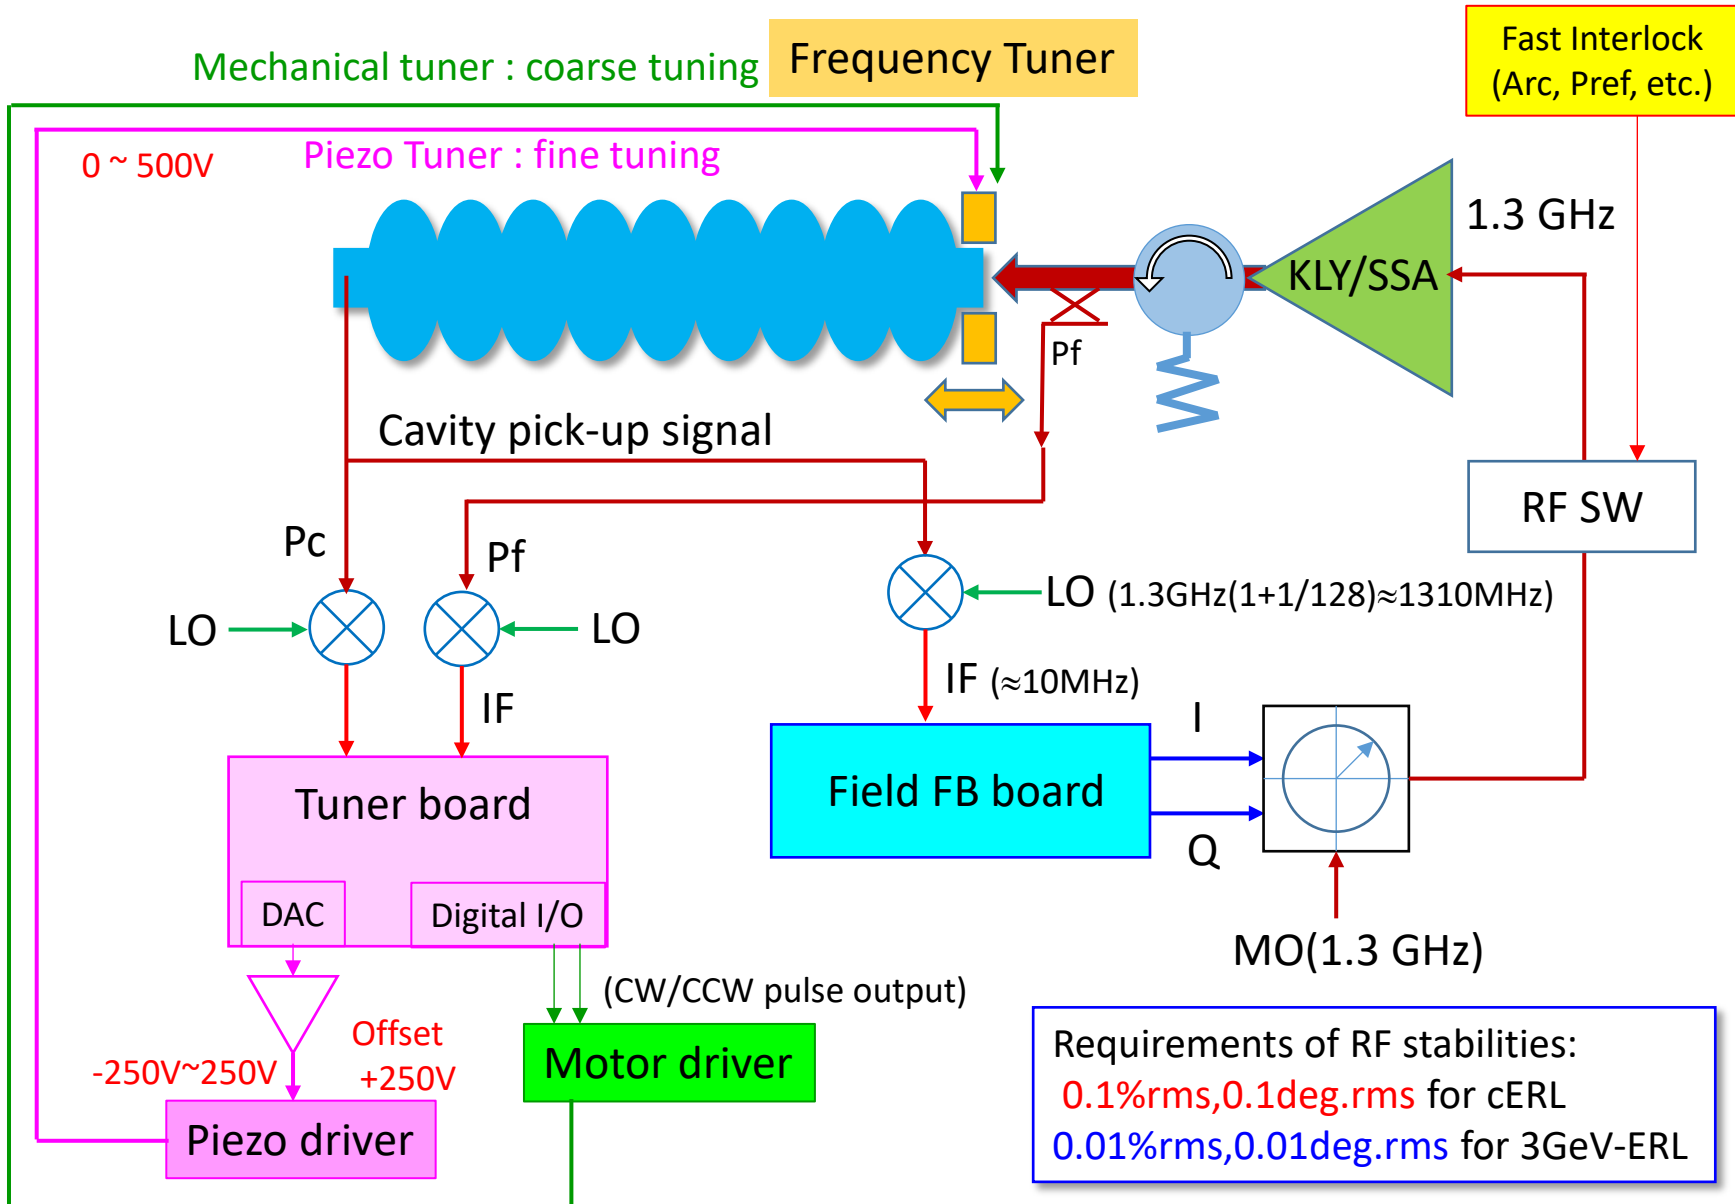 Mechanical tuner : coarse tuning
Frequency Tuner
Fast Interlock
(Arc, Pref, etc.)
0 ~ 500V
Piezo Tuner : fine tuning
1.3 GHz
KLY/SSA
Pf
Cavity pick-up signal
RF SW
Pc
Pf
LO
LO
LO (1.3GHz(1+1/128)≈1310MHz)
IF
IF (≈10MHz)
I
Tuner board
Field FB board
Q
DAC
Digital I/O
MO(1.3 GHz)
(CW/CCW pulse output)
Offset
+250V
-250V~250V
Motor driver
Piezo driver
Requirements of RF stabilities:
0.1%rms,0.1deg.rms for cERL
0.01%rms,0.01deg.rms for 3GeV-ERL